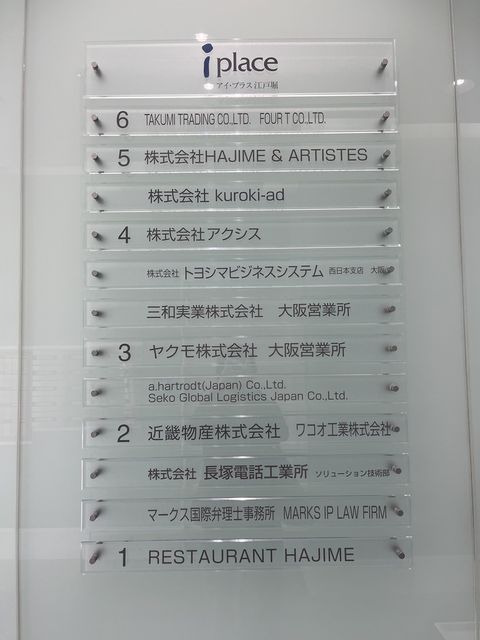 i place
アイ・プラス江戸堀
6 TAKUMI TRADING CO.LTD. FOUR T CO.LTD.
5 株式会社HAJIME & ARTISTES
株式会社 kuroki-ad
4 株式会社アクシス
株式会社 トヨシマビジネスシステム 西日本支店 大阪
三和実業株式会社 大阪営業所
3 ヤクモ株式会社 大阪営業所
a.hartrodt(Japan) Co.,Ltd.
Seko Global Logistics Japan Co.,Ltd.
2 近畿物産株式会社 ワコオ工業株式会社
株式会社 長塚電話工業所 ソリューション技術部
マークス国際弁理士事務所 MARKS IP LAW FIRM
1 RESTAURANT HAJIME